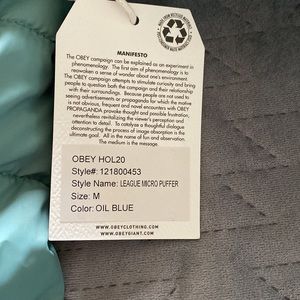 MANIFESTO
The OBEY campaign can be explained as an experiment in
phenomenology. The first aim of phenomenology is to
reawaken a sense of wonder about one's environment.
The OBEY campaign attempts to stimulate curiosity and bring
people to question both the campaign and their relationship
with their surroundings. Because people are not used to
seeing advertisements or propaganda for which the motive
is not obvious, frequent and novel encounters with OBEY
PROPAGANDA provoke thought and possible frustration,
nevertheless revitalizing the viewer's perception and
attention to detail. To catalyze a thoughtful dialogue
deconstructing the process of image absorption is the
ultimate goal. All in the name of fun and observation.
The medium is the message.
OBEY HOL20
Style#: 121800453
Style Name: LEAGUE MICRO PUFFER
Size: M
Color: OIL BLUE
WWW.OBEYCLOTHING.COM
WWW.OBEYGIANT.COM